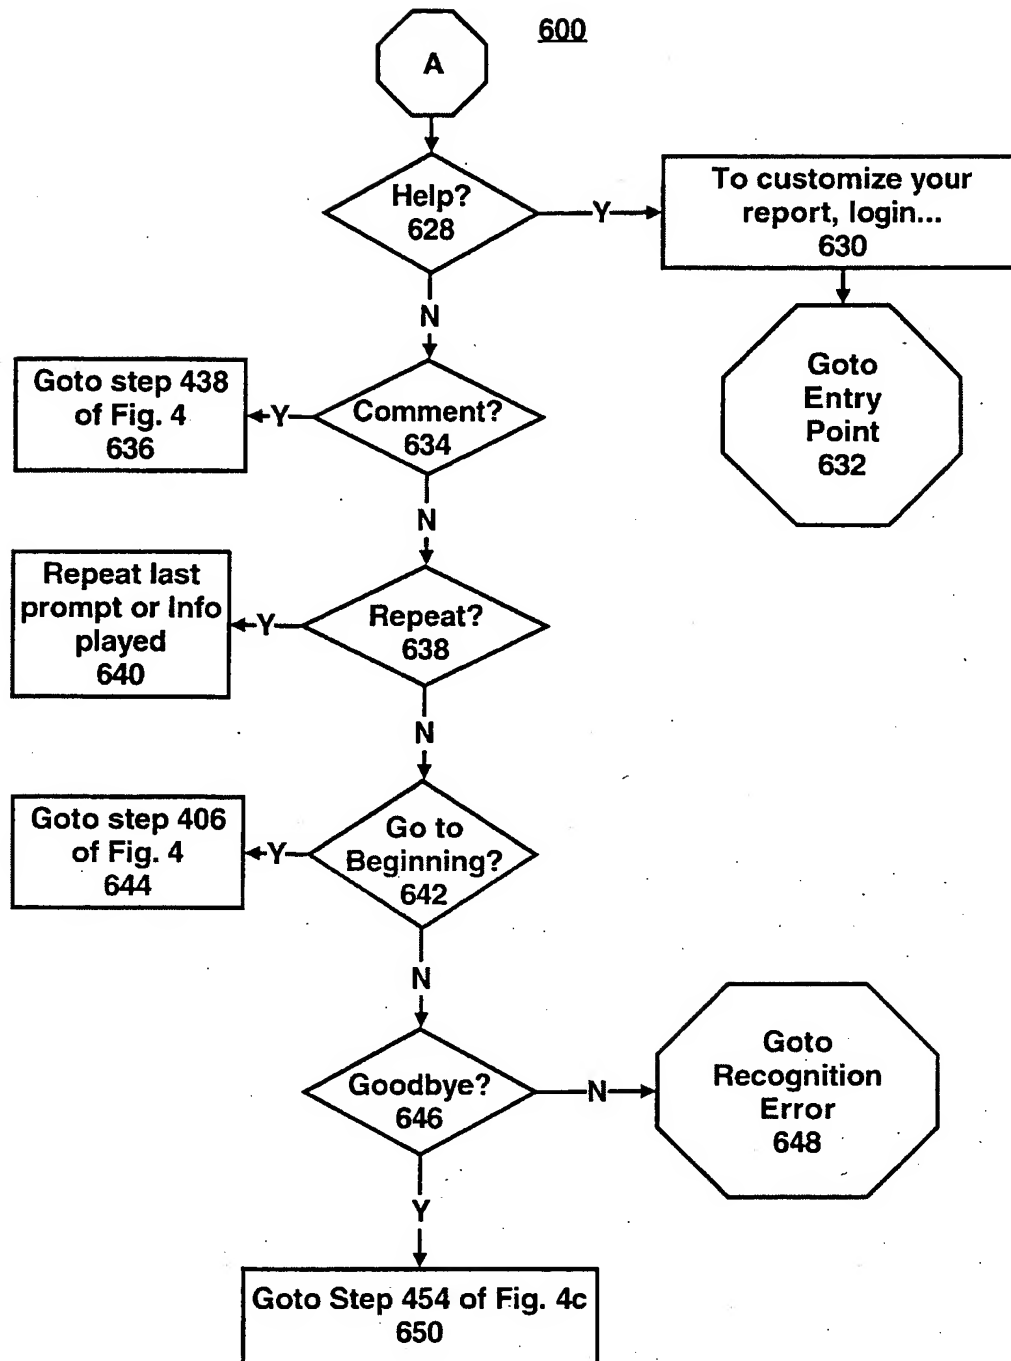 600
A
Help?
628
Y
To customize your
report, login...
630
N
Goto
Entry
Point
632
Goto step 438
of Fig. 4
636
Y
Comment?
634
N
Repeat last
prompt or Info
played
640
Y
Repeat?
638
N
Goto step 406
of Fig. 4
644
Y
Go to
Beginning?
642
N
Goodbye?
646
N
Goto
Recognition
Error
648
Y
Goto Step 454 of Fig. 4c
650